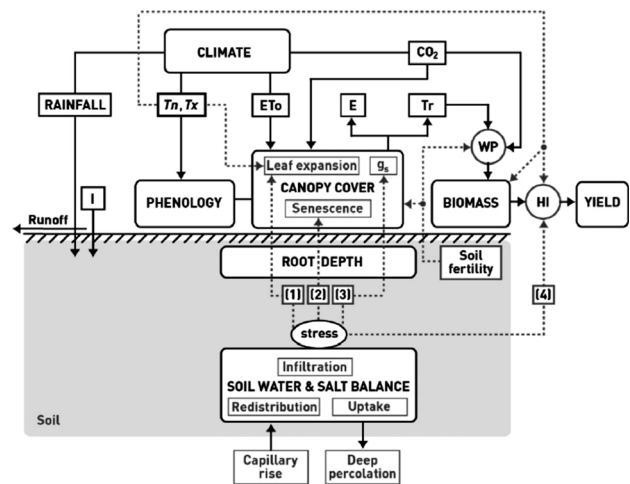 CLIMATE
CO₂
RAINFALL
Tn, Tx
ETo
E
Tr
WP
Leaf expansion
gₛ
CANOPY COVER
Senescence
PHENOLOGY
BIOMASS
HI
YIELD
I
Runoff
ROOT DEPTH
Soil
fertility
(1)
(2)
(3)
(4)
stress
Infiltration
SOIL WATER & SALT BALANCE
Redistribution
Uptake
Soil
Capillary
rise
Deep
percolation